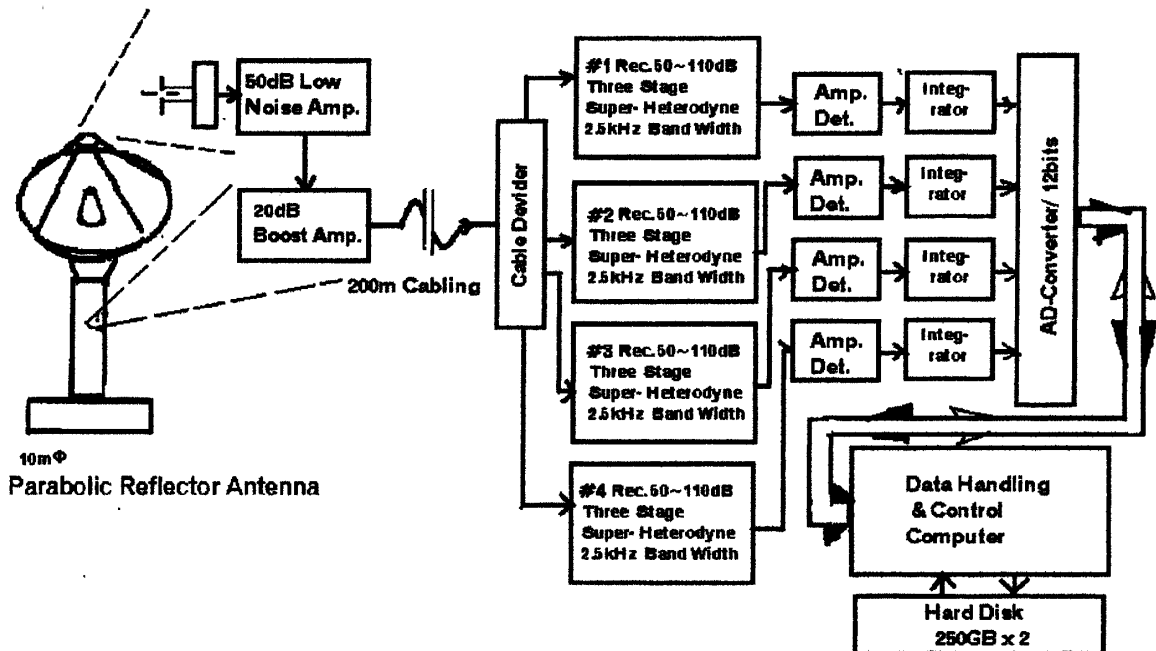 50dB Low
Noise Amp.
20dB
Boost Amp.
200m Cabling
10mΦ
Parabolic Reflector Antenna
Cable Devider
#1 Rec.50~110dB
Three Stage
Super- Heterodyne
2.5kHz Band Width
#2 Rec.50~110dB
Three Stage
Super- Heterodyne
2.5kHz Band Width
#3 Rec.50~110dB
Three Stage
Super- Heterodyne
2.5kHz Band Width
#4 Rec.50~110dB
Three Stage
Super- Heterodyne
2.5kHz Band Width
Amp.
Det.
Integ-
rator
Amp.
Det.
Integ-
rator
Amp.
Det.
Integ-
rator
Amp.
Det.
Integ-
rator
AD-Converter/ 12bits
Data Handling
& Control
Computer
Hard Disk
250GB x 2